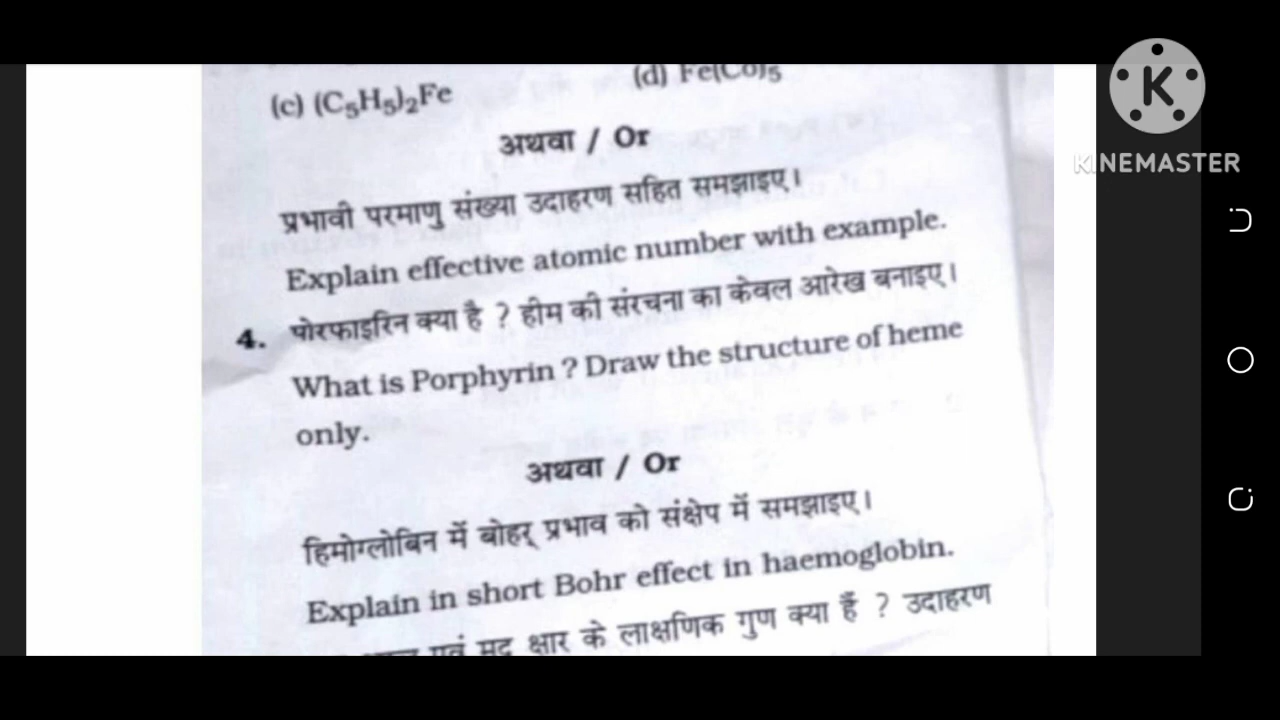 (c) (C₅H₅)₂Fe
(d) Fe(Co)₅
अथवा / Or
प्रभावी परमाणु संख्या उदाहरण सहित समझाइए।
Explain effective atomic number with example.
4. पोरफाइरिन क्या है ? हीम की संरचना का केवल आरेख बनाइए।
What is Porphyrin ? Draw the structure of heme
only.
अथवा / Or
हिमोग्लोबिन में बोहर् प्रभाव को संक्षेप में समझाइए।
Explain in short Bohr effect in haemoglobin.
एवं मृदु क्षार के लाक्षणिक गुण क्या हैं ? उदाहरण
K
KINEMASTER